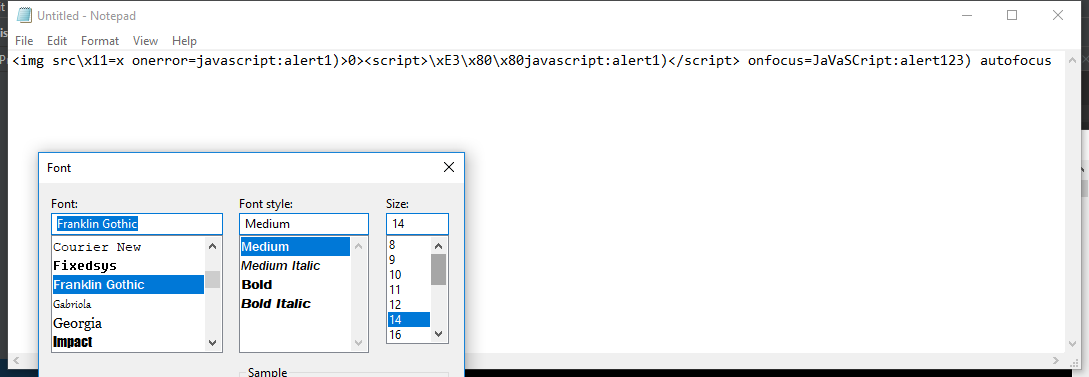 Untitled - Notepad
File Edit Format View Help
<img src\x11=x onerror=javascript:alert1)>0><script>\xE3\x80\x80javascript:alert1)</script> onfocus=JaVaSCript:alert123) autofocus
Font
Font: Font style: Size:
Franklin Gothic Medium 14
Courier New Medium 8
Fixedsys Medium Italic 9
Franklin Gothic Bold 10
Gabriola Bold Italic 11
Georgia 12
Impact 14
16
Sample